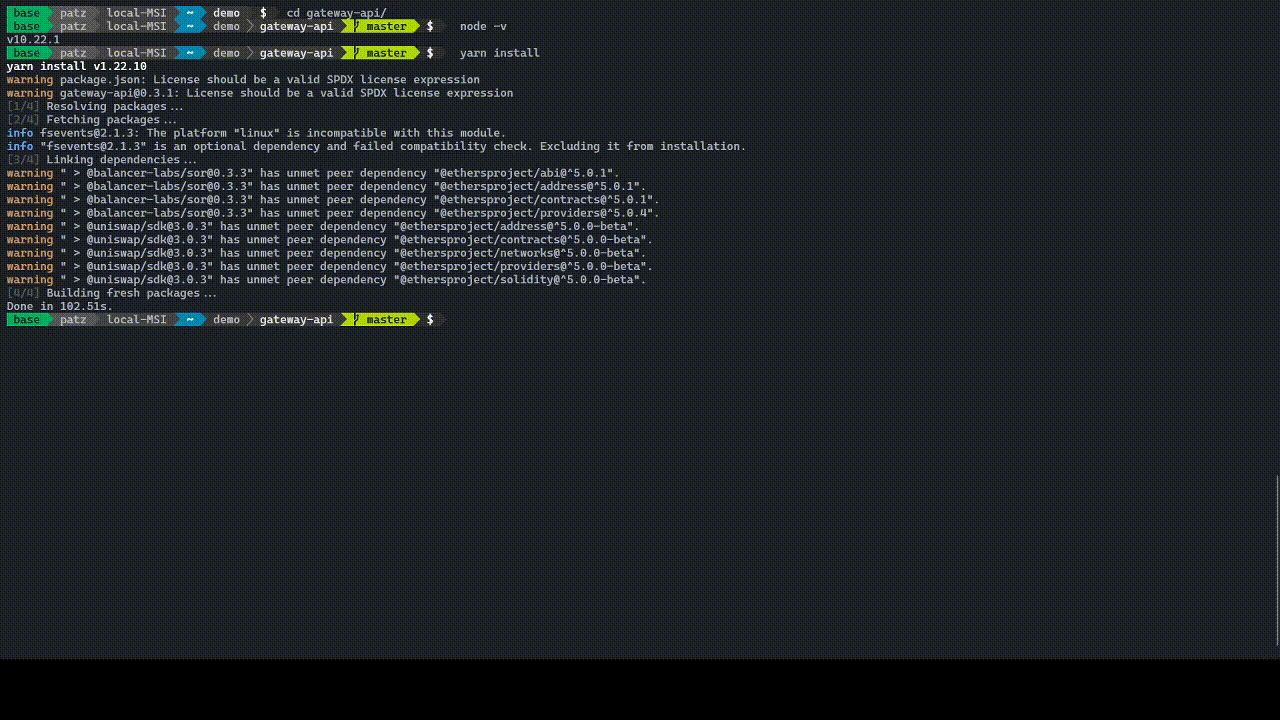 base patz local-MSI ~ demo $ cd gateway-api/
base patz local-MSI ~ demo gateway-api master $ node -v
v10.22.1
base patz local-MSI ~ demo gateway-api master $ yarn install
yarn install v1.22.10
warning package.json: License should be a valid SPDX license expression
warning gateway-api@0.3.1: License should be a valid SPDX license expression
[1/4] Resolving packages...
[2/4] Fetching packages...
info fsevents@2.1.3: The platform "linux" is incompatible with this module.
info "fsevents@2.1.3" is an optional dependency and failed compatibility check. Excluding it from installation.
[3/4] Linking dependencies...
warning " > @balancer-labs/sor@0.3.3" has unmet peer dependency "@ethersproject/abi@^5.0.1".
warning " > @balancer-labs/sor@0.3.3" has unmet peer dependency "@ethersproject/address@^5.0.1".
warning " > @balancer-labs/sor@0.3.3" has unmet peer dependency "@ethersproject/contracts@^5.0.1".
warning " > @balancer-labs/sor@0.3.3" has unmet peer dependency "@ethersproject/providers@^5.0.4".
warning " > @uniswap/sdk@3.0.3" has unmet peer dependency "@ethersproject/address@^5.0.0-beta".
warning " > @uniswap/sdk@3.0.3" has unmet peer dependency "@ethersproject/contracts@^5.0.0-beta".
warning " > @uniswap/sdk@3.0.3" has unmet peer dependency "@ethersproject/networks@^5.0.0-beta".
warning " > @uniswap/sdk@3.0.3" has unmet peer dependency "@ethersproject/providers@^5.0.0-beta".
warning " > @uniswap/sdk@3.0.3" has unmet peer dependency "@ethersproject/solidity@^5.0.0-beta".
[4/4] Building fresh packages...
Done in 102.51s.
base patz local-MSI ~ demo gateway-api master $